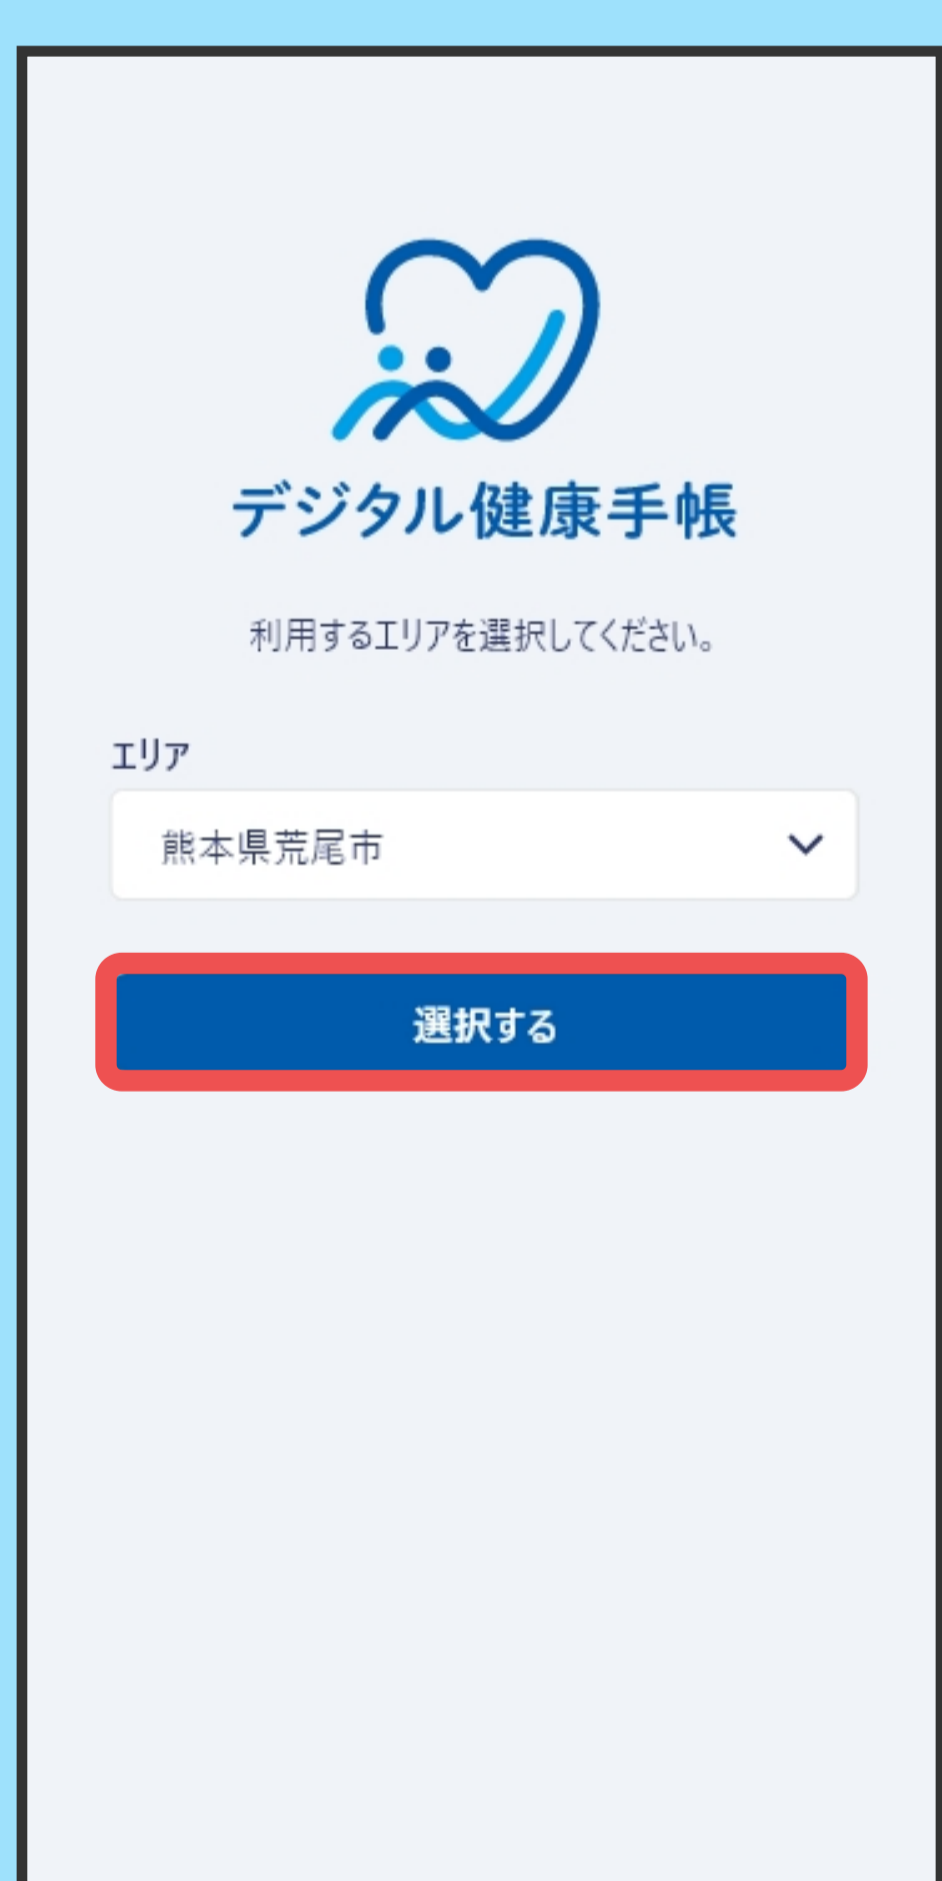 デジタル健康手帳
利用するエリアを選択してください。
エリア
熊本県荒尾市
選択する